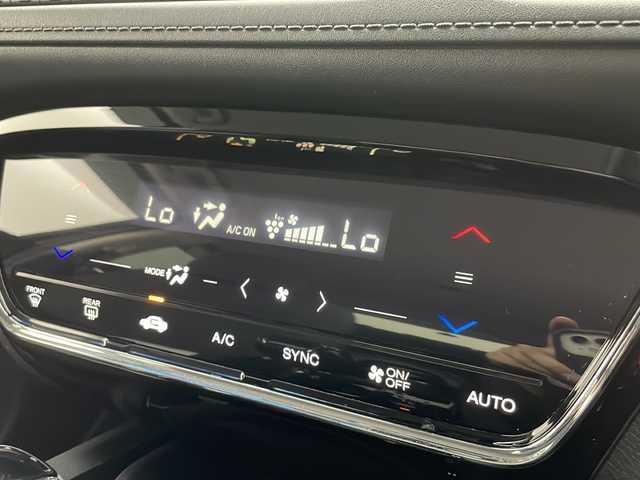 Lo A/C ON Lo
MODE
FRONT
REAR
A/C
SYNC
ON/
OFF
AUTO